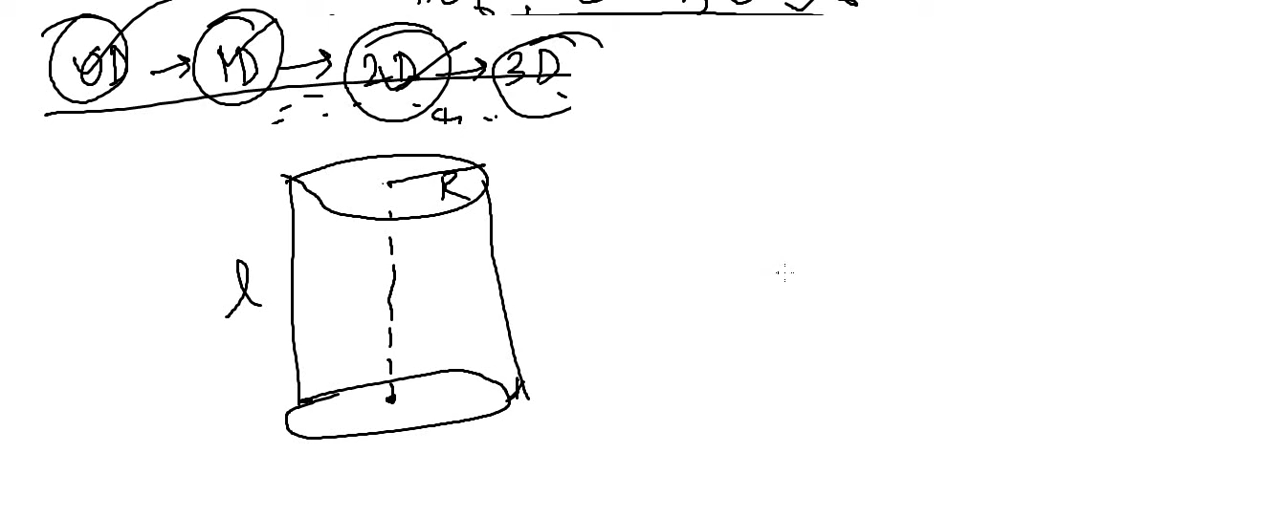 0D → 1D → 2D → 3D
R
l